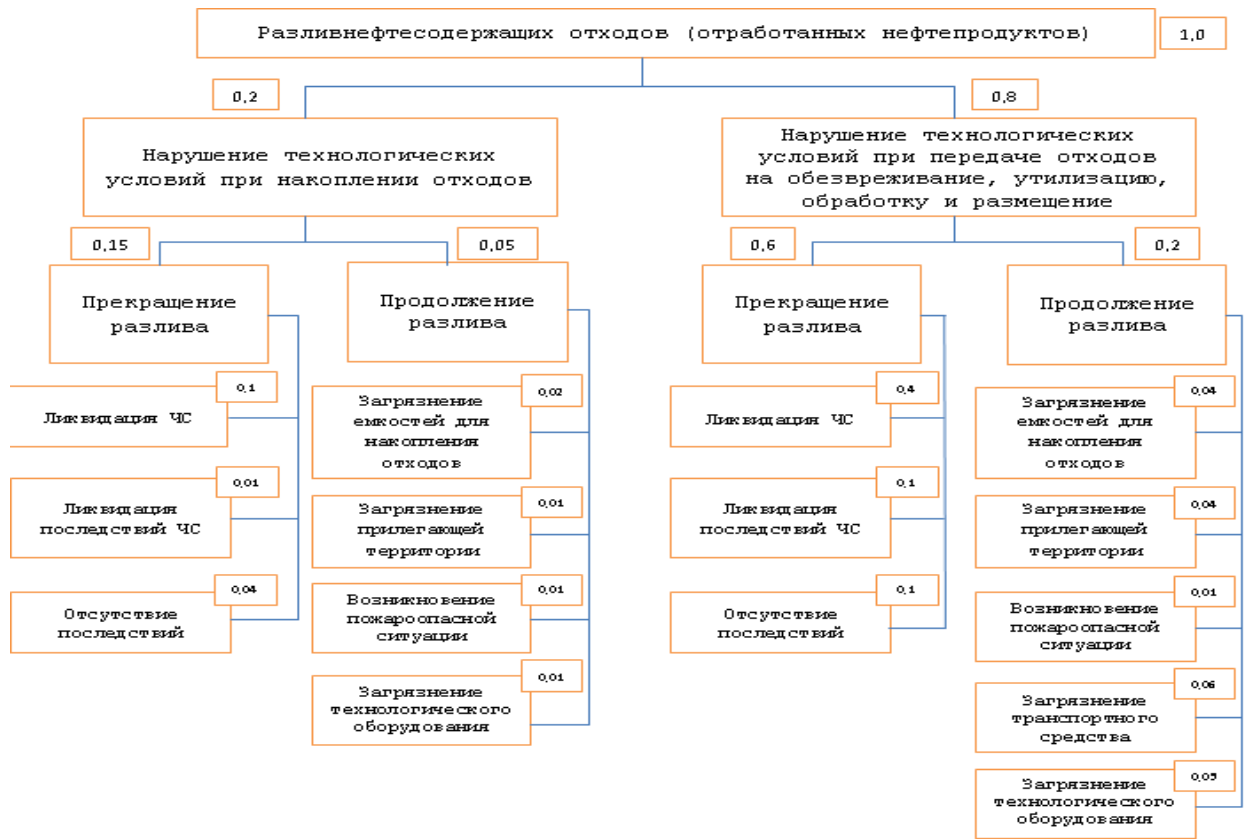 Разливнефтесодержащих отходов (отработанных нефтепродуктов)
1,0
0,2
0,8
Нарушение технологических
условий при накоплении отходов
Нарушение технологических
условий при передаче отходов
на обезвреживание, утилизацию,
обработку и размещение
0,15
0,05
0,6
0,2
Прекращение
разлива
Продолжение
разлива
Прекращение
разлива
Продолжение
разлива
0,1
Ликвидация ЧС
0,01
Ликвидация
последствий ЧС
0,04
Отсутствие
последствий
0,02
Загрязнение
емкостей для
накопления
отходов
0,01
Загрязнение
прилегающей
территории
0,01
Возникновение
пожароопасной
ситуации
0,01
Загрязнение
технологического
оборудования
0,4
Ликвидация ЧС
0,1
Ликвидация
последствий ЧС
0,1
Отсутствие
последствий
0,04
Загрязнение
емкостей для
накопления
отходов
0,04
Загрязнение
прилегающей
территории
0,01
Возникновение
пожароопасной
ситуации
0,06
Загрязнение
транспортного
средства
0,05
Загрязнение
технологического
оборудования